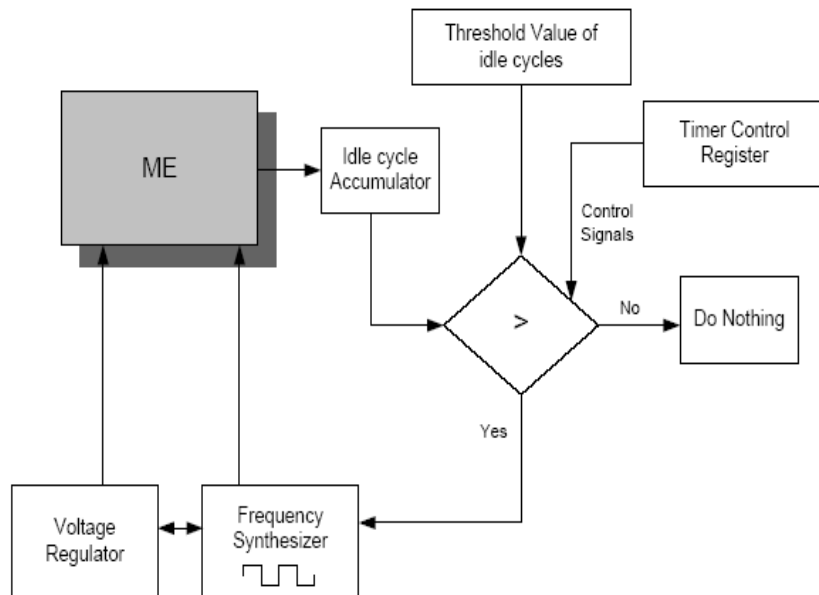 Threshold Value of
idle cycles
ME
Idle cycle
Accumulator
Timer Control
Register
Control
Signals
>
No
Do Nothing
Yes
Voltage
Regulator
Frequency
Synthesizer